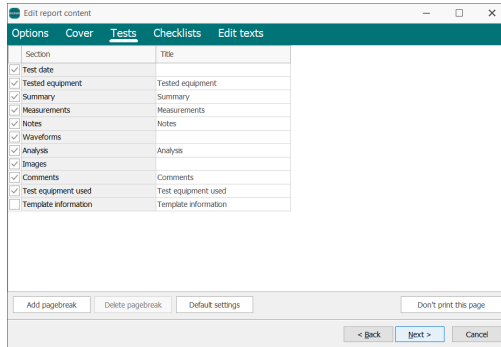 Edit report content
Options Cover Tests Checklists Edit texts
Section Title
Test date
Tested equipment Tested equipment
Summary Summary
Measurements Measurements
Notes Notes
Waveforms
Analysis Analysis
Images
Comments Comments
Test equipment used Test equipment used
Template information Template information
Add pagebreak Delete pagebreak Default settings Don't print this page
< Back Next > Cancel